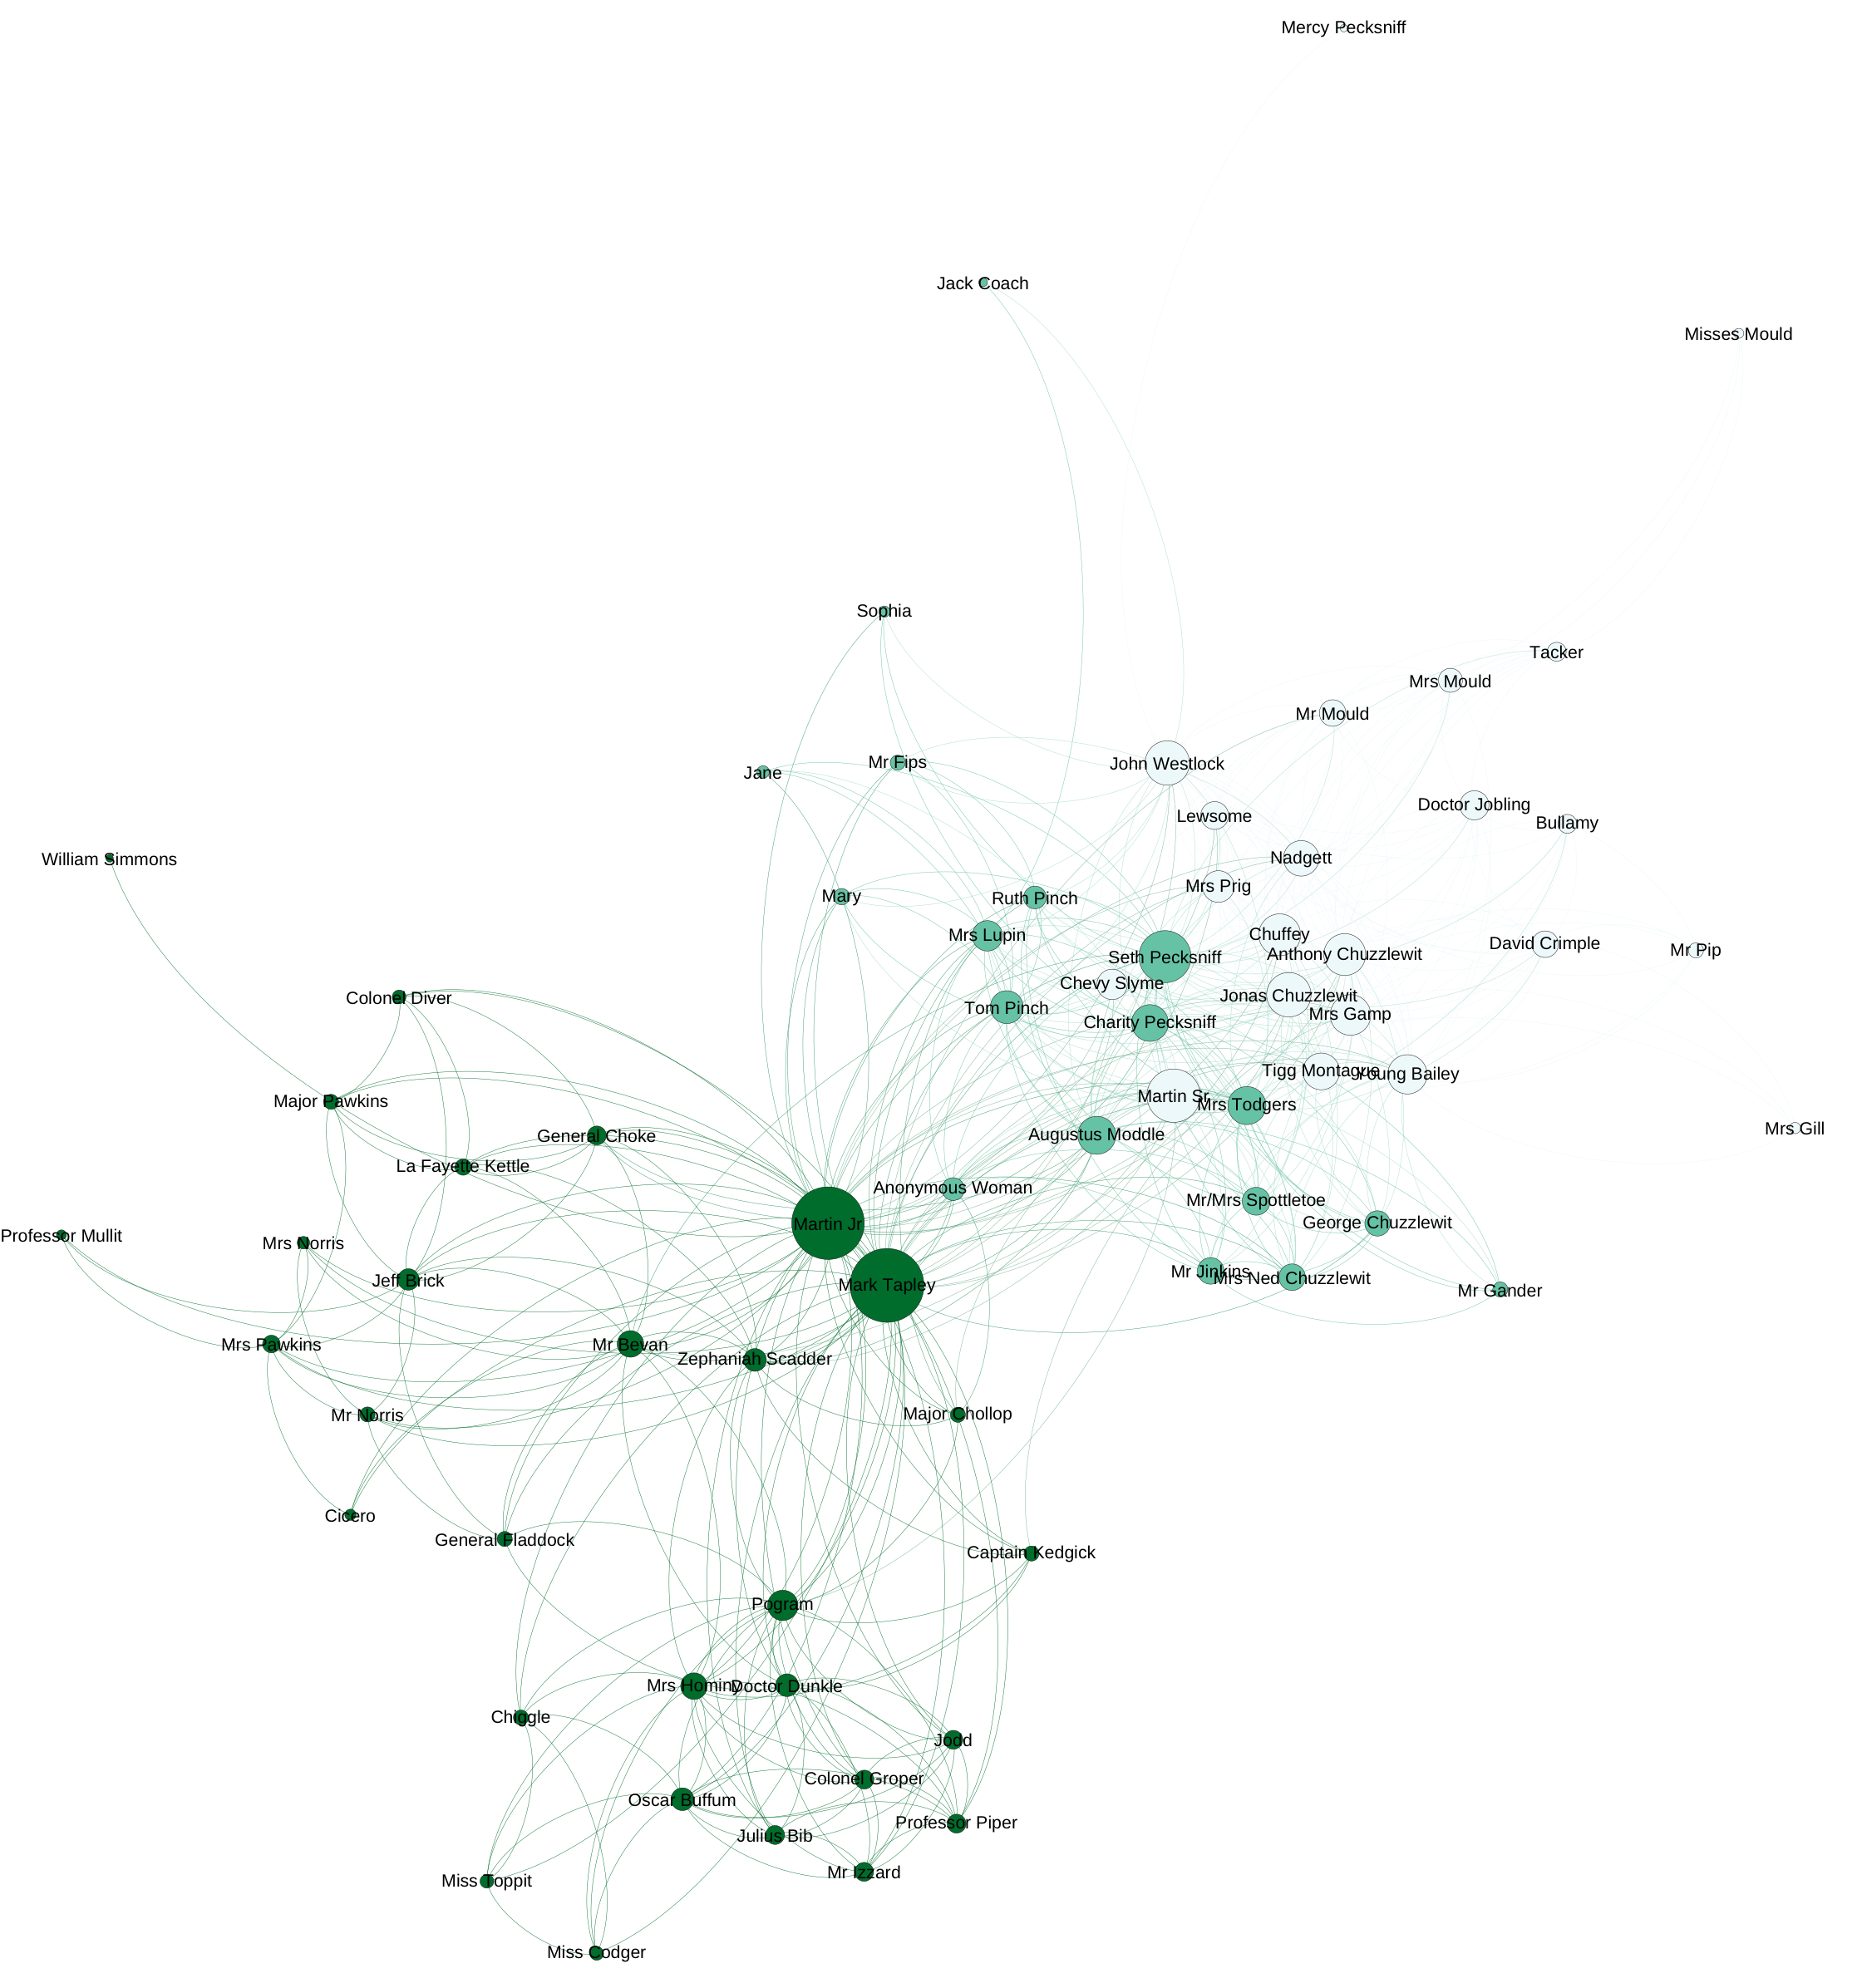 Mercy Pecksniff
Jack Coach
Misses Mould
Sophia
Tacker
Mrs Mould
Mr Mould
Mr Fips
John Westlock
Jane
Doctor Jobling
Lewsome
Bullamy
William Simmons
Nadgett
Mrs Prig
Mary
Ruth Pinch
Mrs Lupin
Chuffey
David Crimple
Mr Pip
Anthony Chuzzlewit
Seth Pecksniff
Chevy Slyme
Jonas Chuzzlewit
Colonel Diver
Tom Pinch
Mrs Gamp
Charity Pecksniff
Tigg Montague
Young Bailey
Martin Sr
Major Pawkins
Mrs Todgers
Mrs Gill
General Choke
Augustus Moddle
La Fayette Kettle
Anonymous Woman
Mr/Mrs Spottletoe
George Chuzzlewit
Martin Jr
Professor Mullit
Mrs Norris
Mr Jinkins
Mrs Ned Chuzzlewit
Jeff Brick
Mark Tapley
Mr Gander
Mrs Pawkins
Mr Bevan
Zephaniah Scadder
Mr Norris
Major Chollop
Cicero
General Fladdock
Captain Kedgick
Pogram
Mrs Hominy
Doctor Dunkle
Chiggle
Jodd
Colonel Groper
Oscar Buffum
Professor Piper
Julius Bib
Mr Izzard
Miss Toppit
Miss Codger